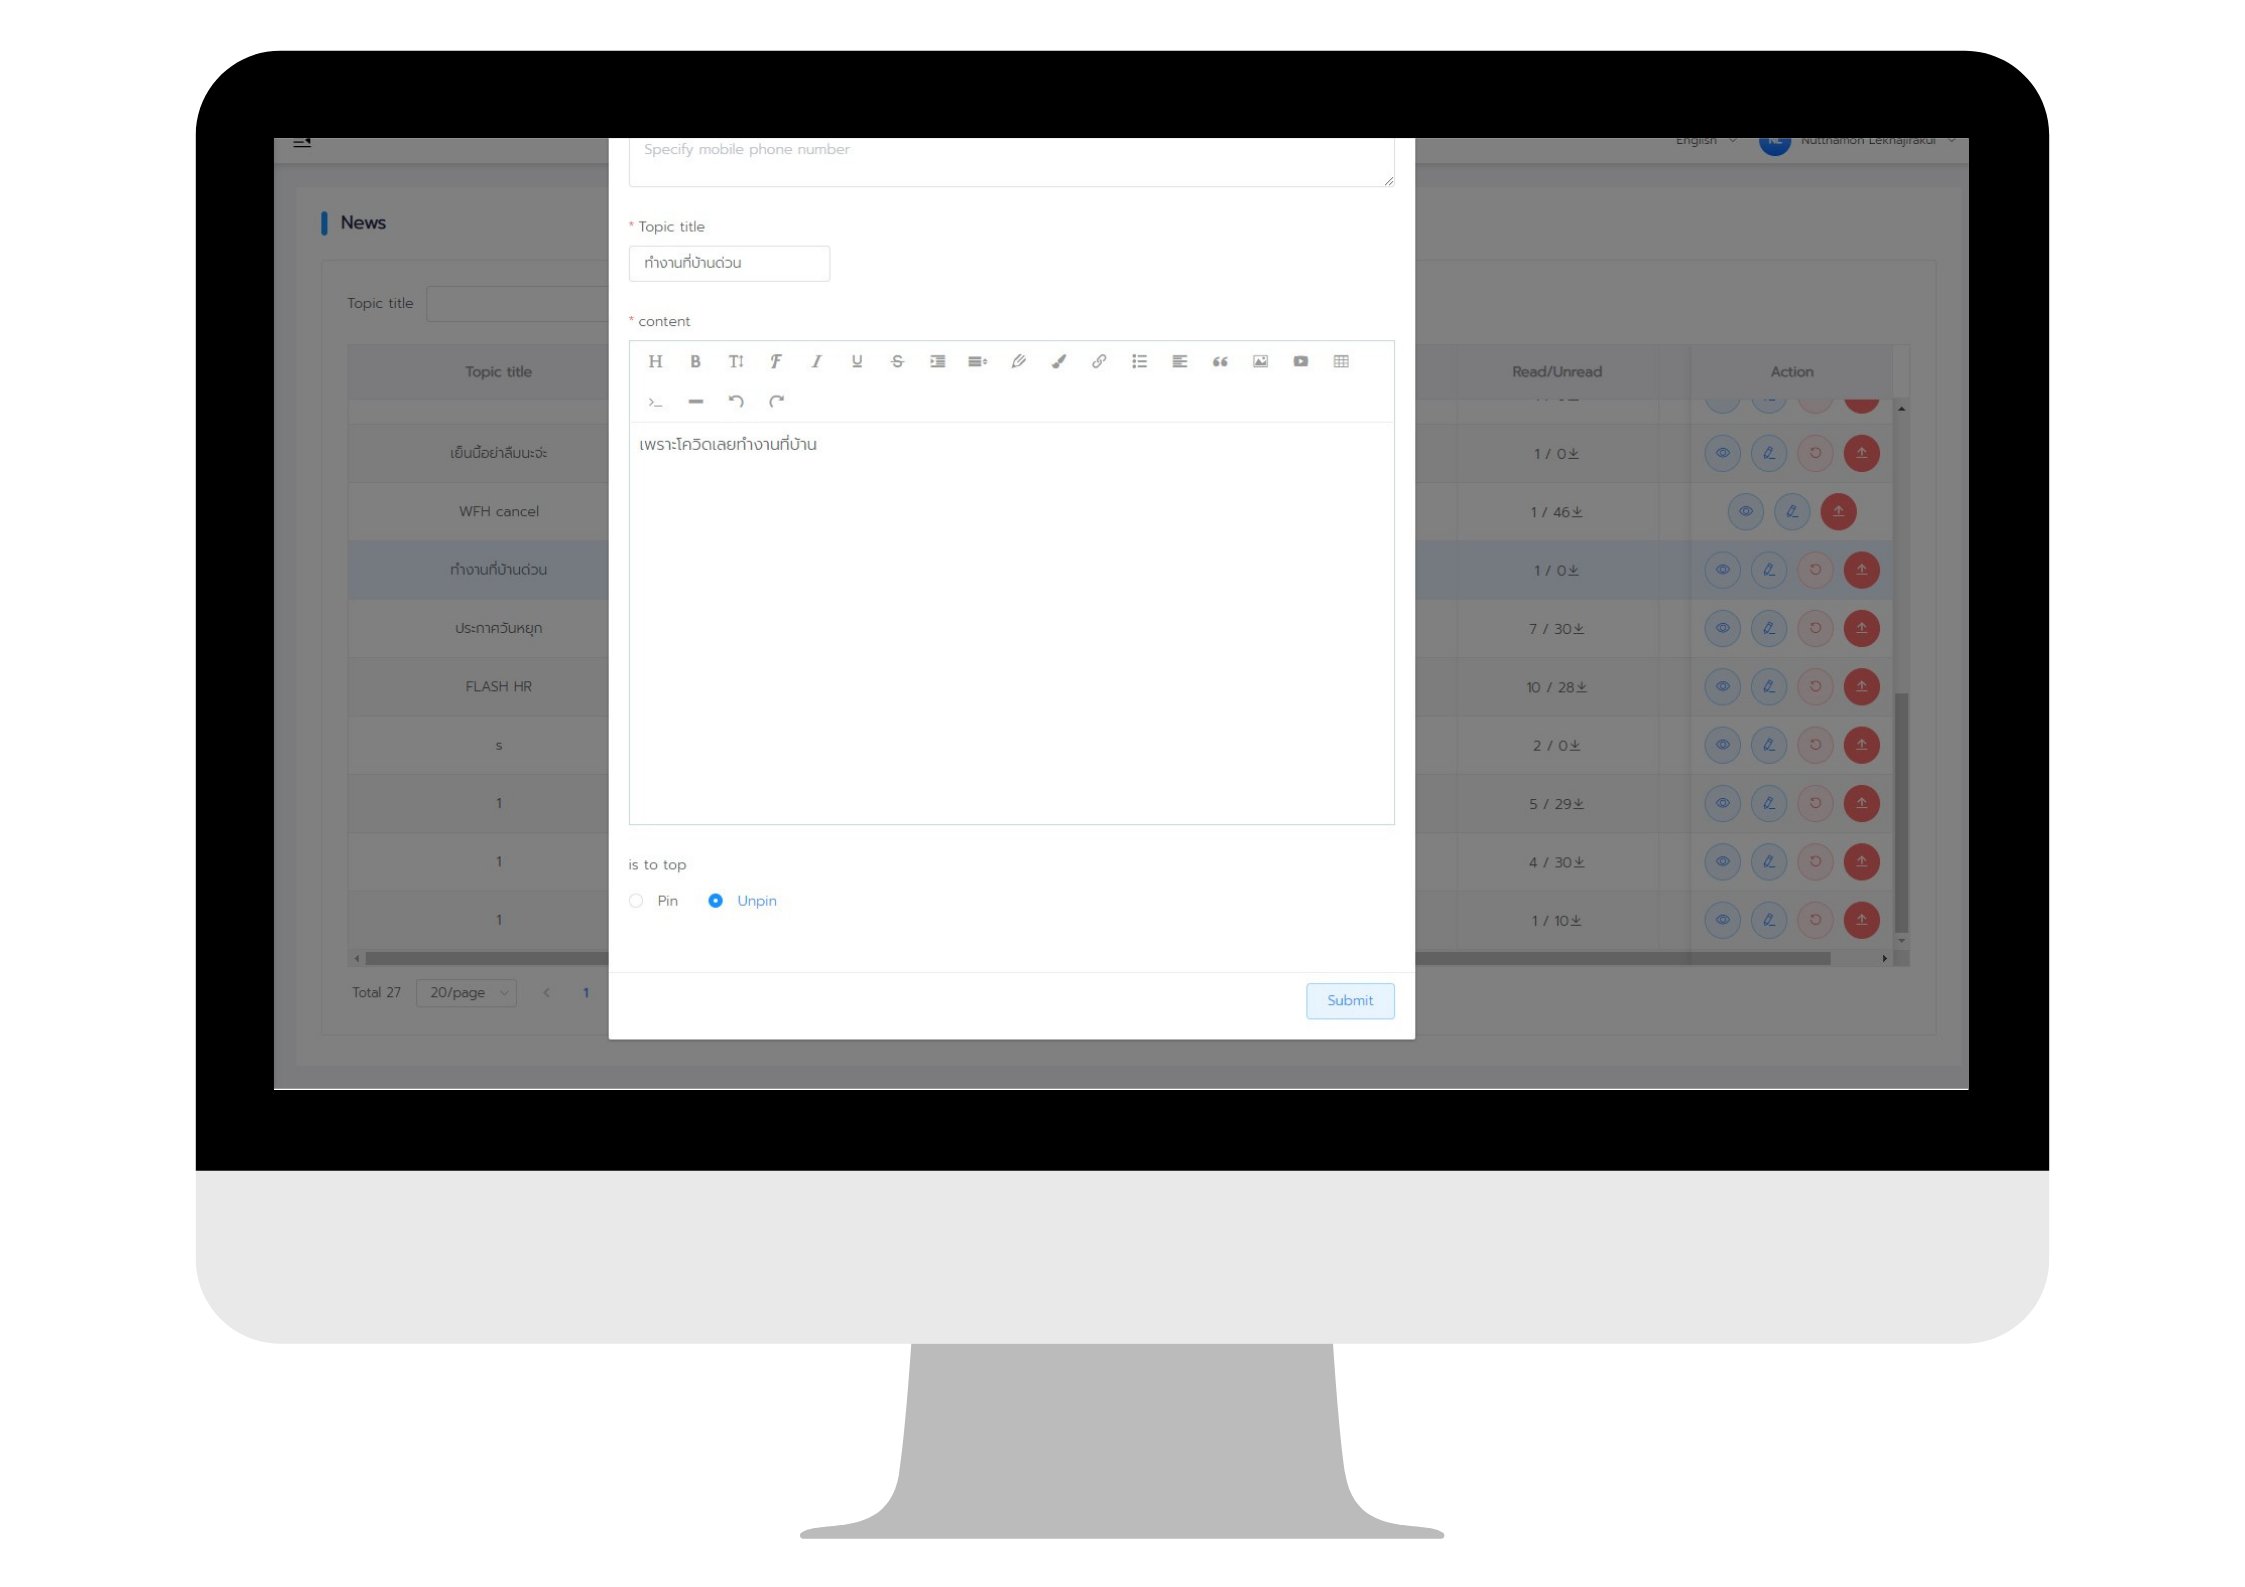 English Nutthamon Lekhajirakul
Specify mobile phone number
News
* Topic title
ทำงานที่บ้านด่วน
Topic title
* content
H B
เพราะโควิดเลยทำงานที่บ้าน
Topic title Read/Unread Action
เย็นนี้อย่าลืมนะจ่ะ 1 / 0
WFH cancel 1 / 46
ทำงานที่บ้านด่วน 1 / 0
ประกาศวันหยุด 7 / 30
FLASH HR 10 / 28
s 2 / 0
1 5 / 29
1 4 / 30
1 1 / 10
is to top
Pin Unpin
Total 27 20/page 1
Submit